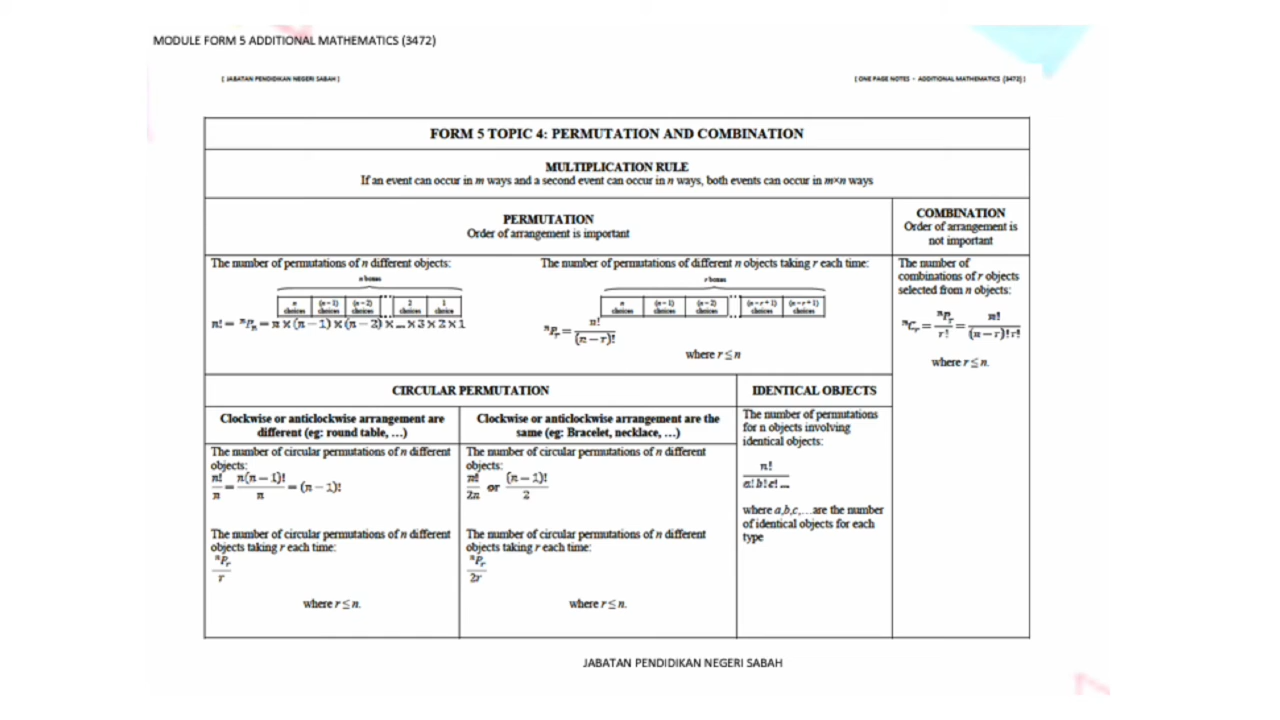 MODULE FORM 5 ADDITIONAL MATHEMATICS (3472)
( JABATAN PENDIDIKAN NEGERI SABAH )
( ONE PAGE NOTES - ADDITIONAL MATHEMATICS (3472) )
FORM 5 TOPIC 4: PERMUTATION AND COMBINATION
MULTIPLICATION RULE
If an event can occur in m ways and a second event can occur in n ways, both events can occur in m×n ways
PERMUTATION
Order of arrangement is important
COMBINATION
Order of arrangement is
not important
The number of permutations of n different objects:
n boxes
n choices (n−1) choices (n−2) choices ... 2 choices 1 choice
n! = ⁿPₙ = n × (n − 1) × (n − 2) × ... × 3 × 2 × 1
The number of permutations of different n objects taking r each time:
r boxes
n choices (n−1) choices (n−2) choices ... (n−r+1) choices (n−r+1) choices
ⁿPᵣ = n! / (n − r)!
where r ≤ n
The number of
combinations of r objects
selected from n objects:
ⁿCᵣ = ⁿPᵣ / r! = n! / (n − r)! r!
where r ≤ n.
CIRCULAR PERMUTATION
Clockwise or anticlockwise arrangement are
different (eg: round table, …)
The number of circular permutations of n different
objects:
n! / n = n(n − 1)! / n = (n − 1)!
The number of circular permutations of n different
objects taking r each time:
ⁿPᵣ / r
where r ≤ n.
Clockwise or anticlockwise arrangement are the
same (eg: Bracelet, necklace, …)
The number of circular permutations of n different
objects:
n! / 2n or (n − 1)! / 2
The number of circular permutations of n different
objects taking r each time:
ⁿPᵣ / 2r
where r ≤ n.
IDENTICAL OBJECTS
The number of permutations
for n objects involving
identical objects:
n! / a! b! c! ...
where a,b,c,…are the number
of identical objects for each
type
JABATAN PENDIDIKAN NEGERI SABAH